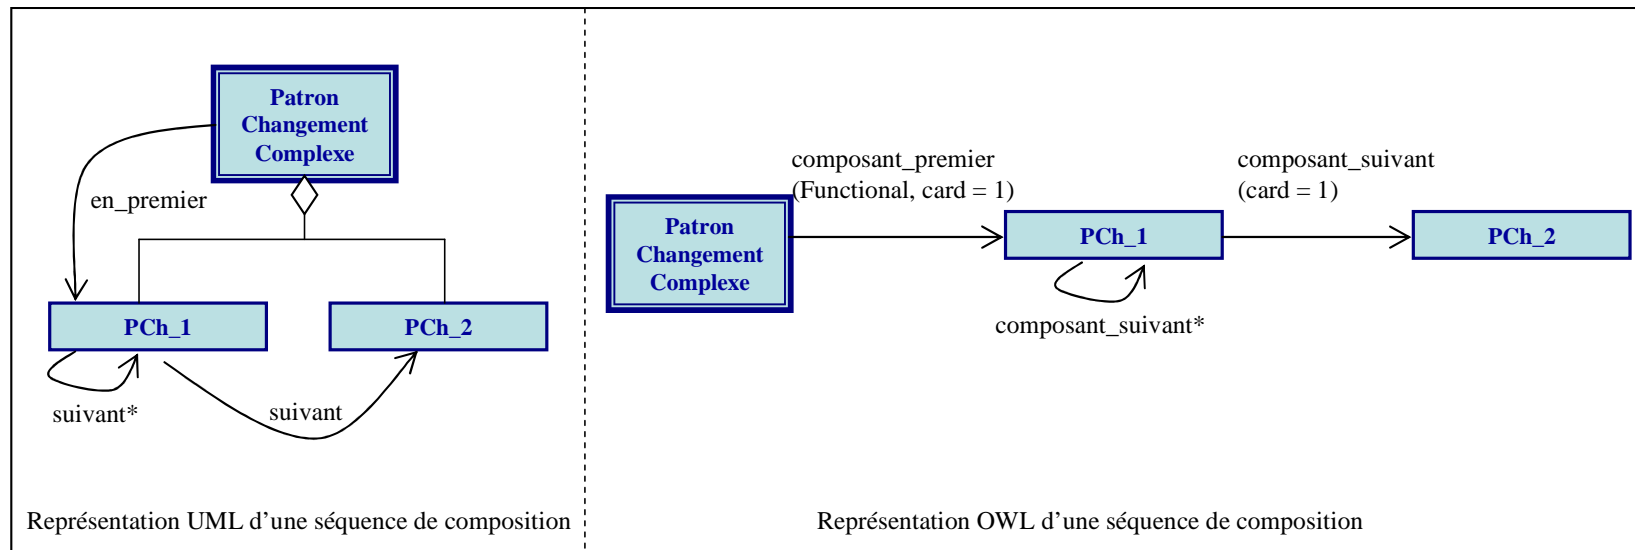 Patron
Changement
Complexe
en_premier
PCh_1
PCh_2
suivant*
suivant
Représentation UML d’une séquence de composition
composant_premier
(Functional, card = 1)
composant_suivant
(card = 1)
Patron
Changement
Complexe
PCh_1
PCh_2
composant_suivant*
Représentation OWL d’une séquence de composition